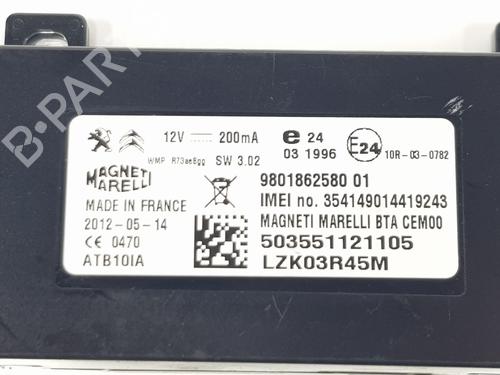 B-PARTS
12V 200mA e 24 E24
03 1996 10R-03-0782
WMP R73ae8gg SW 3.02
MAGNETI MARELLI
9801862580 01
IMEI no. 354149014419243
MADE IN FRANCE
MAGNETI MARELLI BTA CEM00
2012-05-14
CE 0470
503551121105
ATB10IA
LZK03R45M